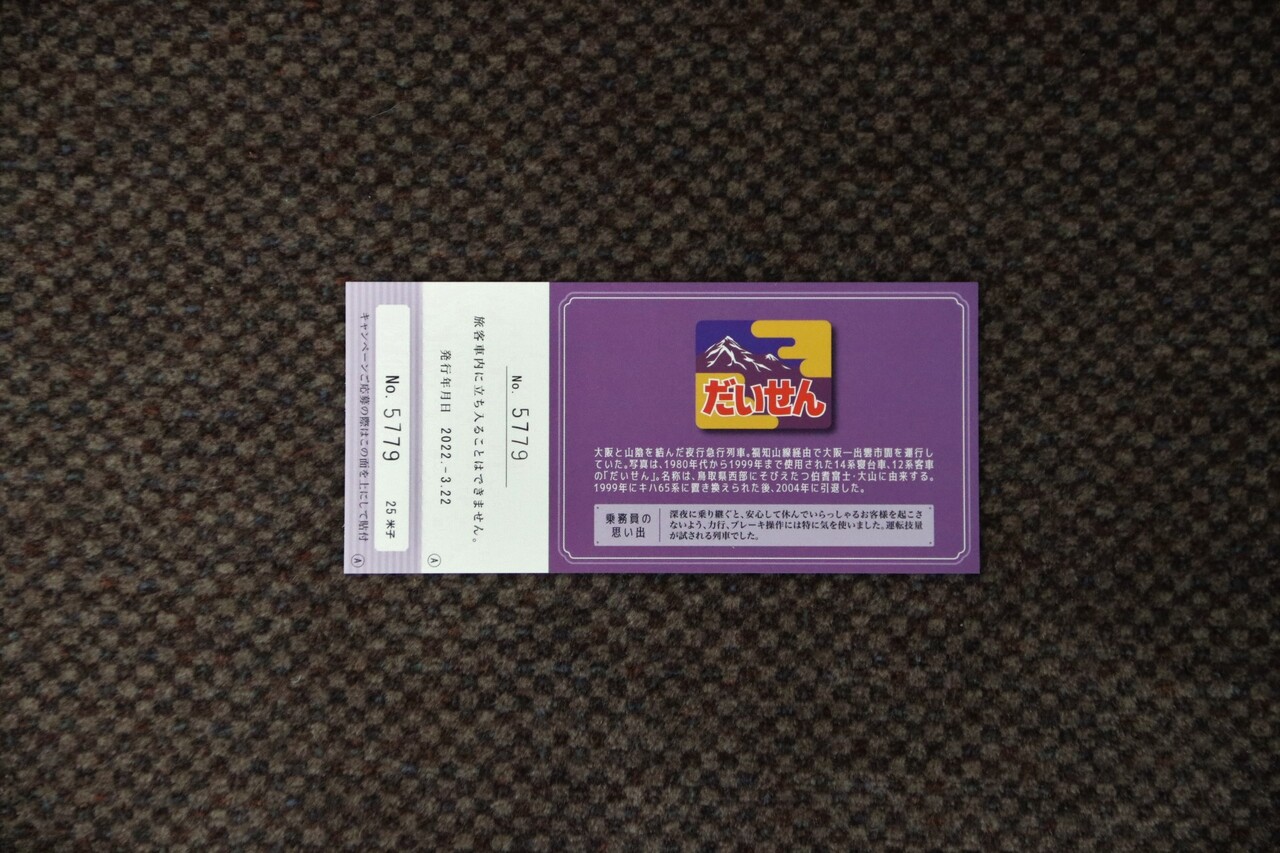 キャンペーンご応募の際はこの面を上にして貼付
Ⓐ
No. 5779
25 米子
発行年月日 2022.-3.22
Ⓐ
旅客車内に立ち入ることはできません。
No. 5779
だいせん
大阪と山陰を結んだ夜行急行列車。福知山線経由で大阪―出雲市間を運行し
ていた。写真は、1980年代から1999年まで使用された14系寝台車、12系客車
の「だいせん」。名称は、鳥取県西部にそびえたつ伯耆富士・大山に由来する。
1999年にキハ65系に置き換えられた後、2004年に引退した。
乗務員の
思い出
深夜に乗り継ぐと、安心して休んでいらっしゃるお客様を起こさ
ないよう、力行、ブレーキ操作には特に気を使いました。運転技量
が試される列車でした。